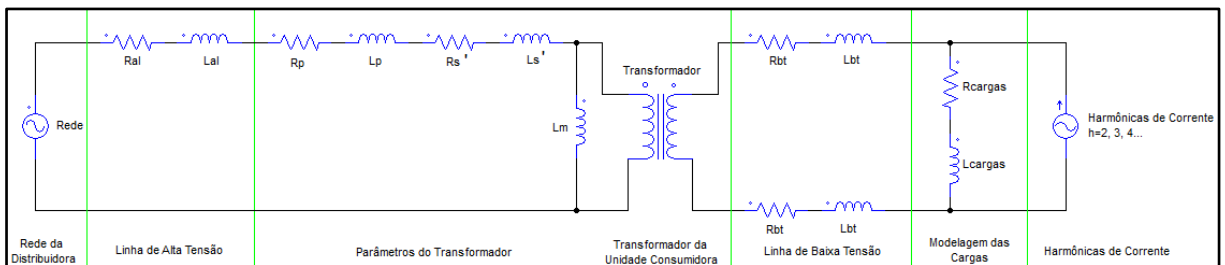 Ral
Lal
Rp
Lp
Rs '
Ls '
Transformador
Rbt
Lbt
Rede
Lm
Rcargas
Lcargas
Harmônicas de Corrente
h=2, 3, 4...
Rbt
Lbt
Rede da
Distribuidora
Linha de Alta Tensão
Parâmetros do Transformador
Transformador da
Unidade Consumidora
Linha de Baixa Tensão
Modelagem das
Cargas
Harmônicas de Corrente